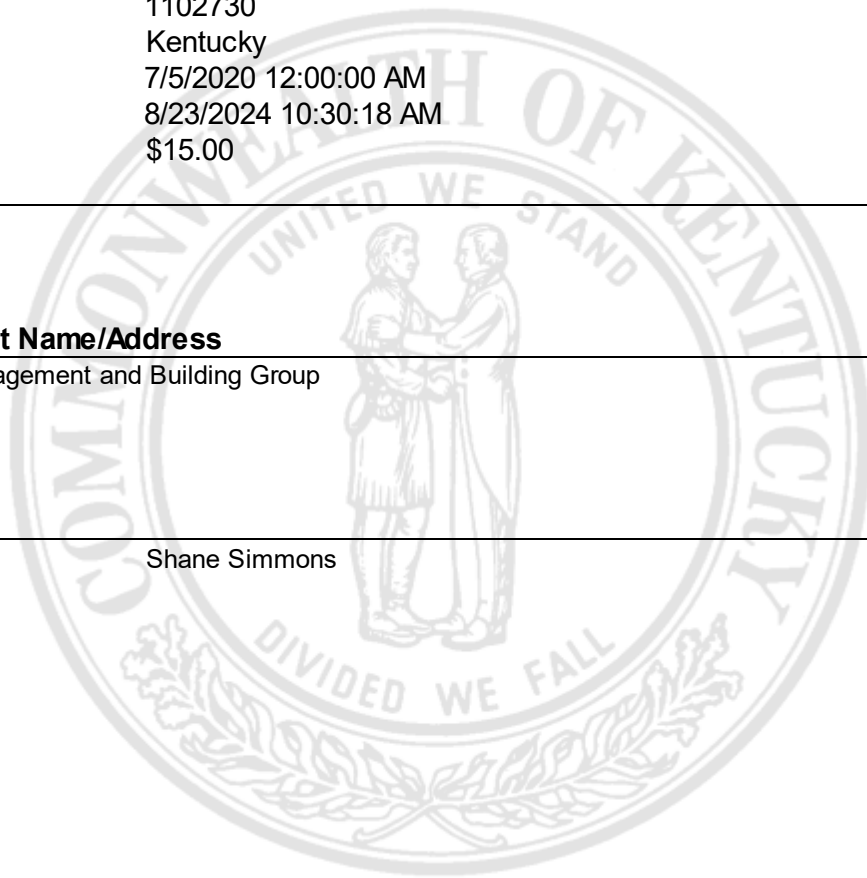 1102730
Kentucky
7/5/2020 12:00:00 AM
8/23/2024 10:30:18 AM
$15.00
COMMONWEALTH OF KENTUCKY
UNITED WE STAND
t Name/Address
agement and Building Group
Shane Simmons
DIVIDED WE FALL